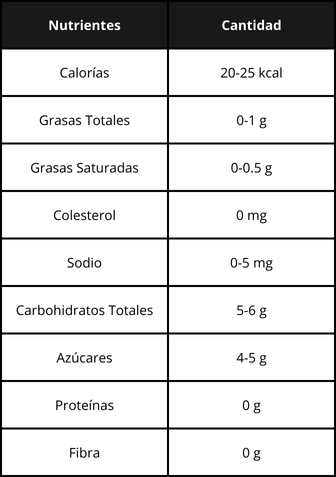 Nutrientes Cantidad
Calorías 20-25 kcal
Grasas Totales 0-1 g
Grasas Saturadas 0-0.5 g
Colesterol 0 mg
Sodio 0-5 mg
Carbohidratos Totales 5-6 g
Azúcares 4-5 g
Proteínas 0 g
Fibra 0 g